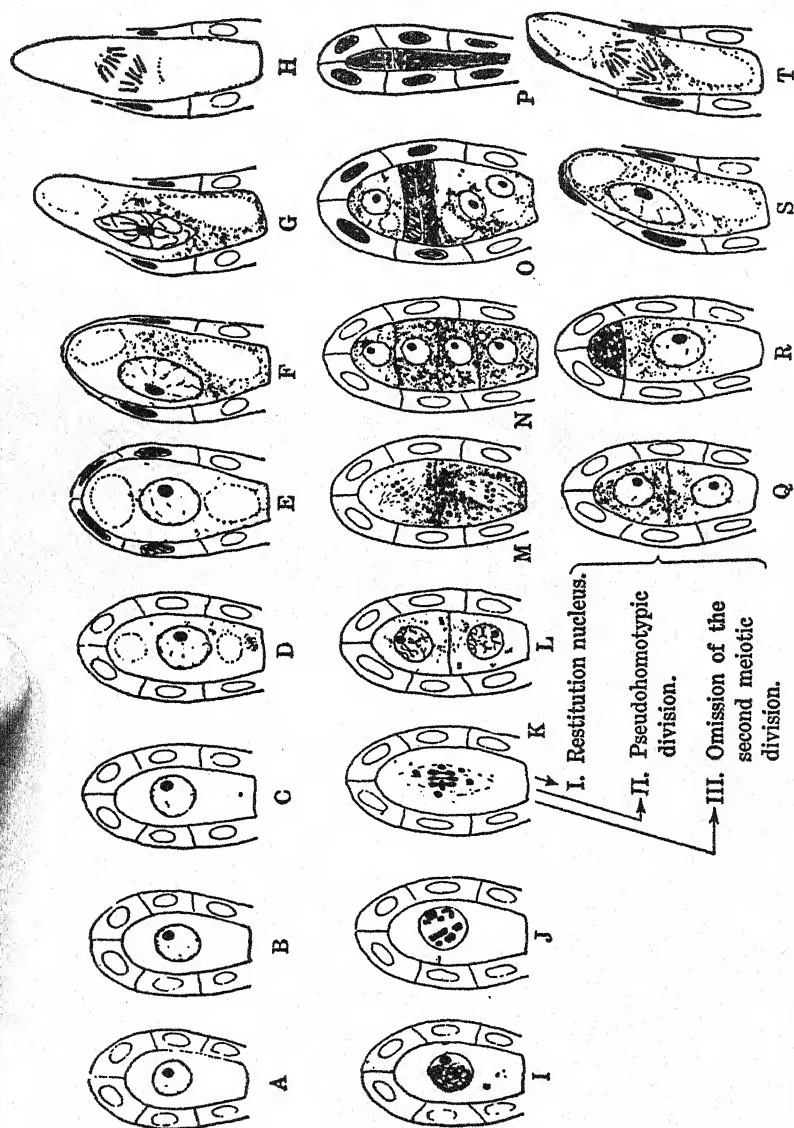 A
B
C
D
E
F
G
H
I
J
K
L
M
N
O
P
I. Restitution nucleus.
II. Pseudohomotypic
division.
III. Omission of the
second meiotic
division.
Q
R
S
T